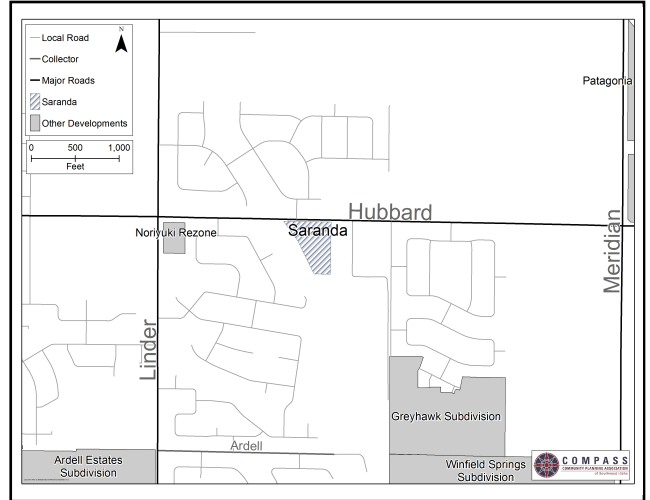 Local Road
N
Collector
Major Roads
Saranda
Other Developments
0 500 1,000
Feet
Patagonia
Hubbard
Noriyuki Rezone
Saranda
Meridian
Linder
Greyhawk Subdivision
Ardell
Ardell Estates
Subdivision
Winfield Springs
Subdivision
COMPASS
COMMUNITY PLANNING ASSOCIATION
of Southwest Idaho